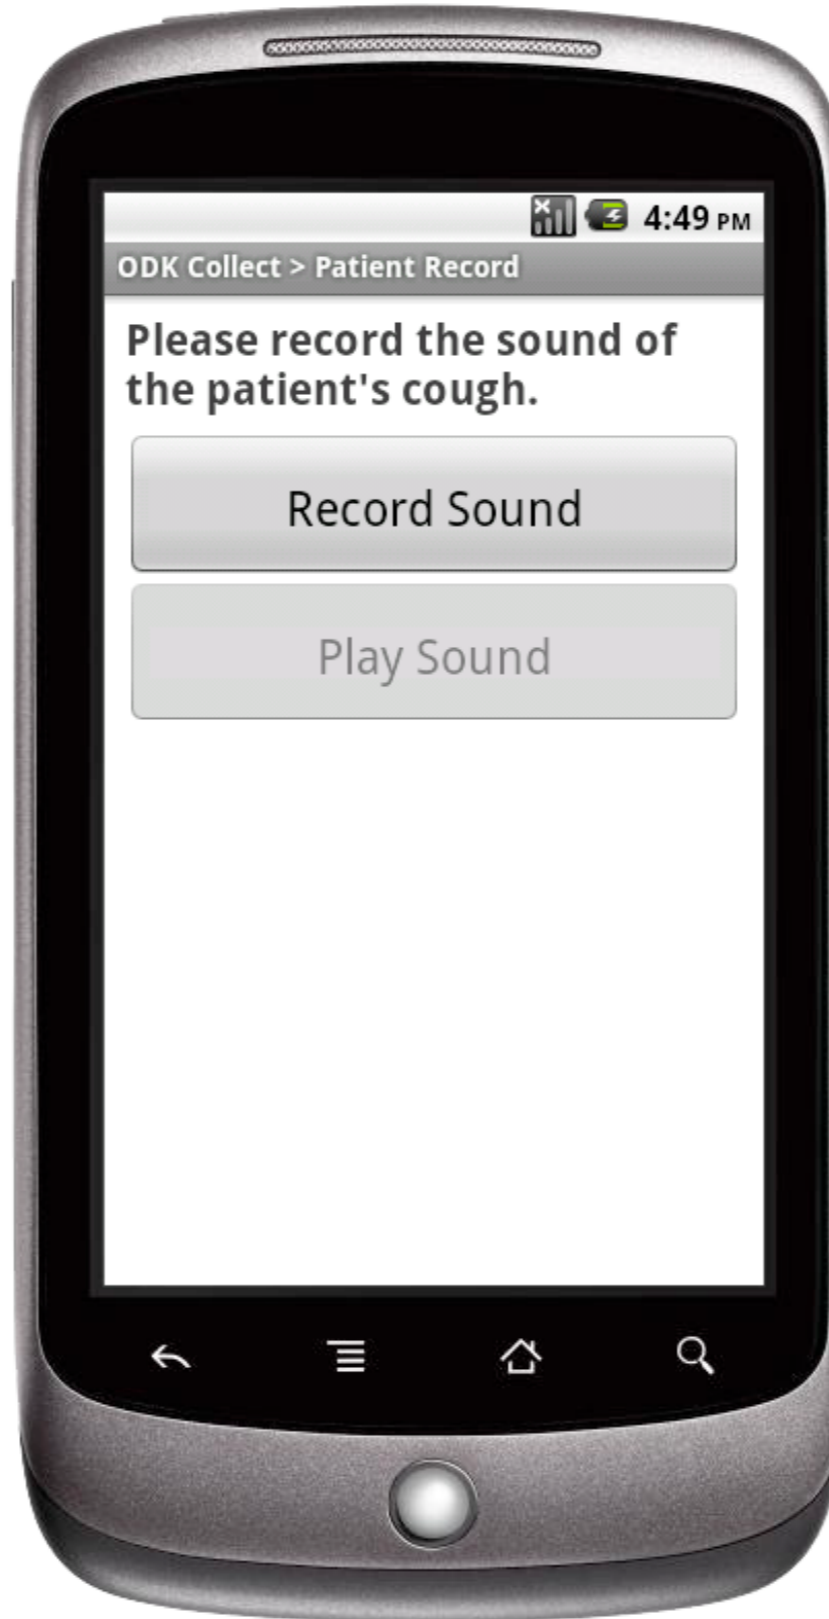 4:49 PM
ODK Collect > Patient Record
Please record the sound of
the patient's cough.
Record Sound
Play Sound